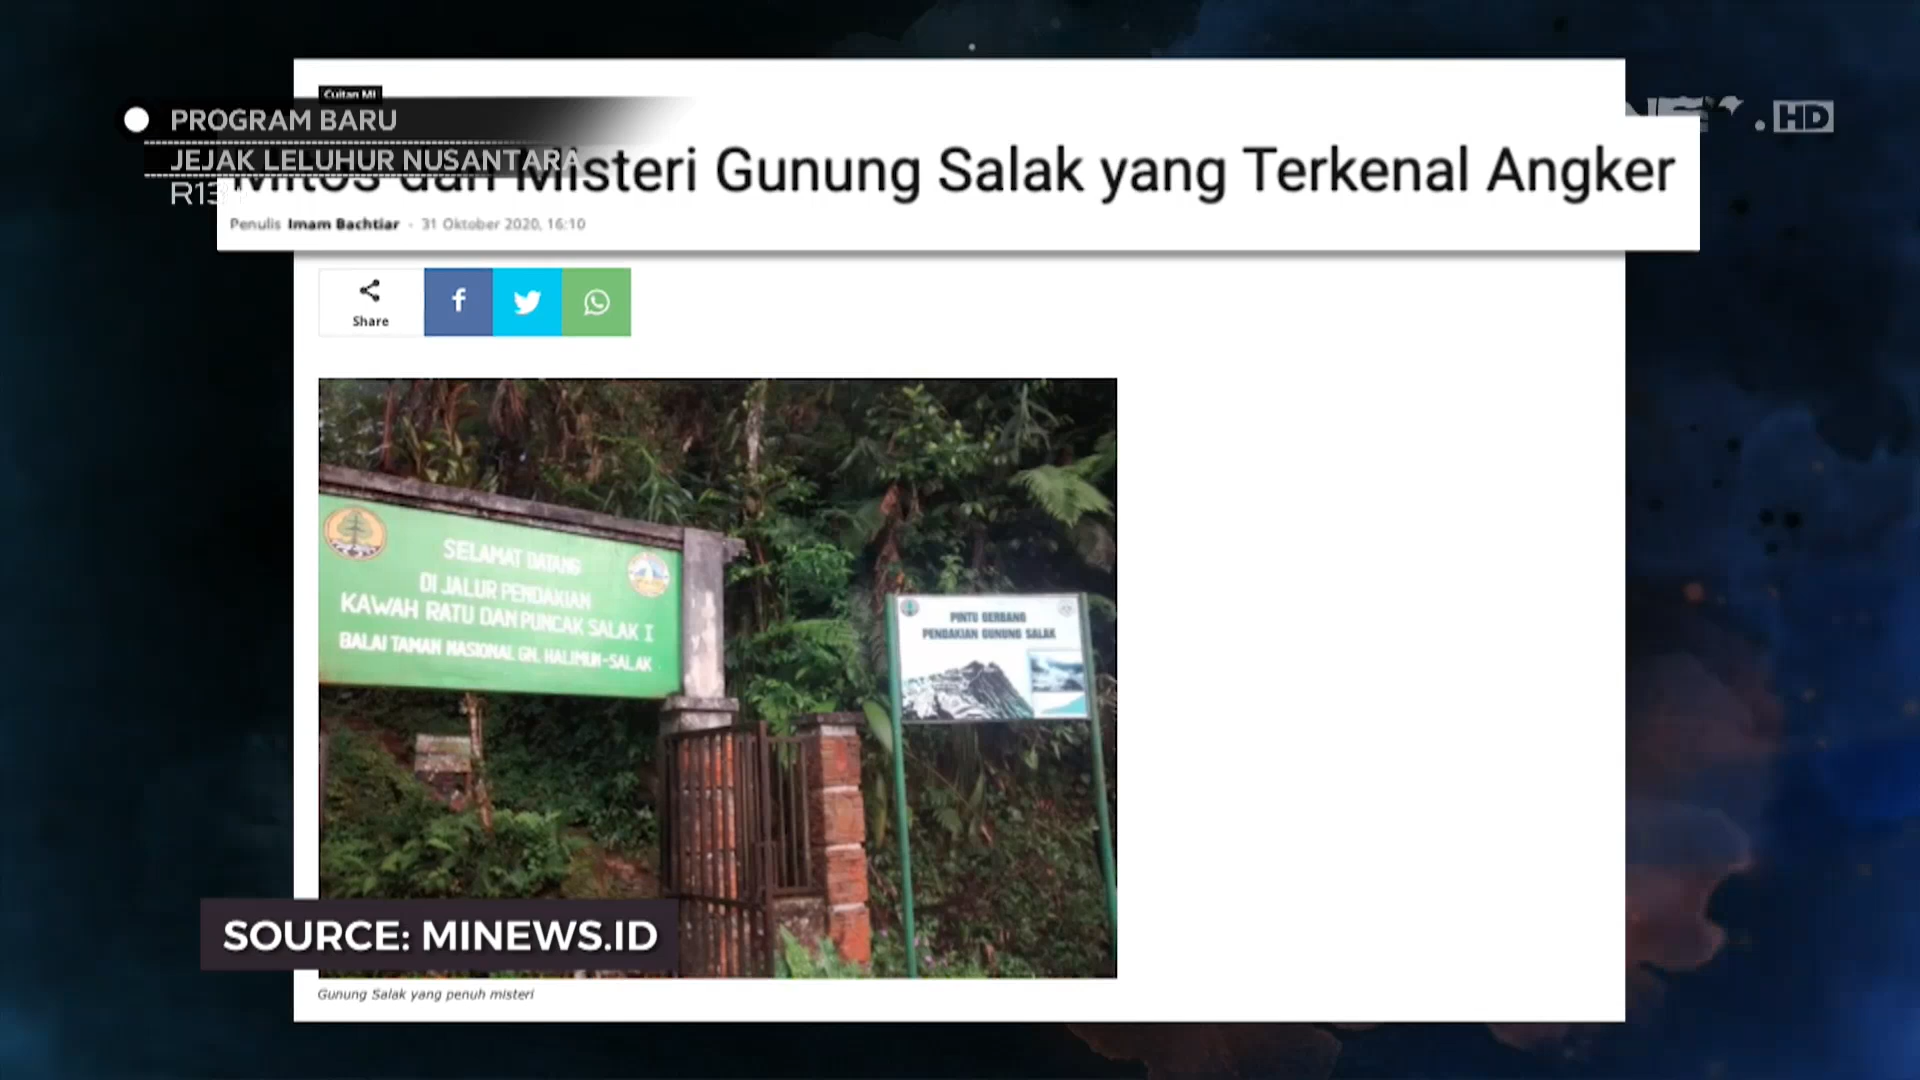 Cuitan MI
PROGRAM BARU
JEJAK LELUHUR NUSANTARA
Mitos dan Misteri Gunung Salak yang Terkenal Angker
Penulis Imam Bachtiar - 31 Oktober 2020, 16:10
HD
Share
SELAMAT DATANG
DI JALUR PENDAKIAN
KAWAH RATU DAN PUNCAK SALAK I
BALAI TAMAN NASIONAL GN. HALIMUN-SALAK
PINTU GERBANG
PENDAKIAN GUNUNG SALAK
SOURCE: MINEWS.ID
Gunung Salak yang penuh misteri